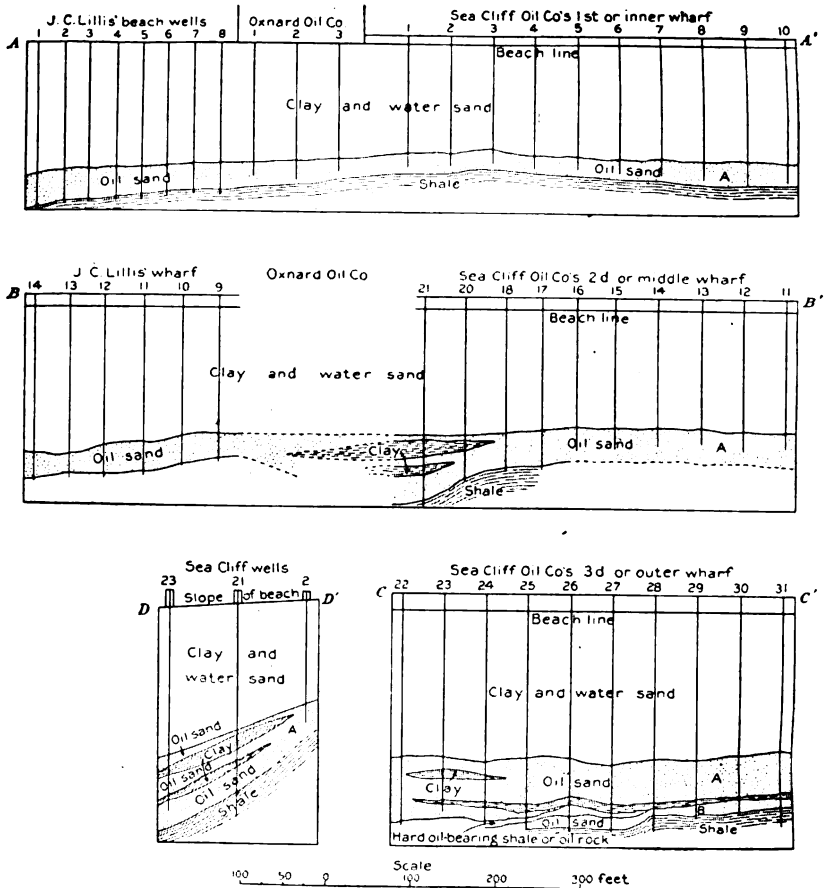 J. C. Lillis' beach wells Oxnard Oil Co. Sea Cliff Oil Co's 1st or inner wharf
A 1 2 3 4 5 6 7 8 1 2 3 1 2 3 4 5 6 7 8 9 10 A'
Beach line
Clay and water sand
Oil sand Shale Oil sand A
J. C. Lillis' wharf Oxnard Oil Co Sea Cliff Oil Co's 2d or middle wharf
B 14 13 12 11 10 9 21 20 18 17 16 15 14 13 12 11 B'
Beach line
Clay and water sand
Oil sand Clay Oil sand A
Shale
Sea Cliff wells
23 21 2
D Slope of beach D'
Clay and
water sand
Oil sand
Clay A
Oil sand
Oil sand
Shale
Sea Cliff Oil Co's 3d or outer wharf
C 22 23 24 25 26 27 28 29 30 31 C'
Beach line
Clay and water sand
Clay Oil sand A
B
Oil sand Shale
Hard oil-bearing shale or oil rock
Scale
100 50 0 100 200 300 feet